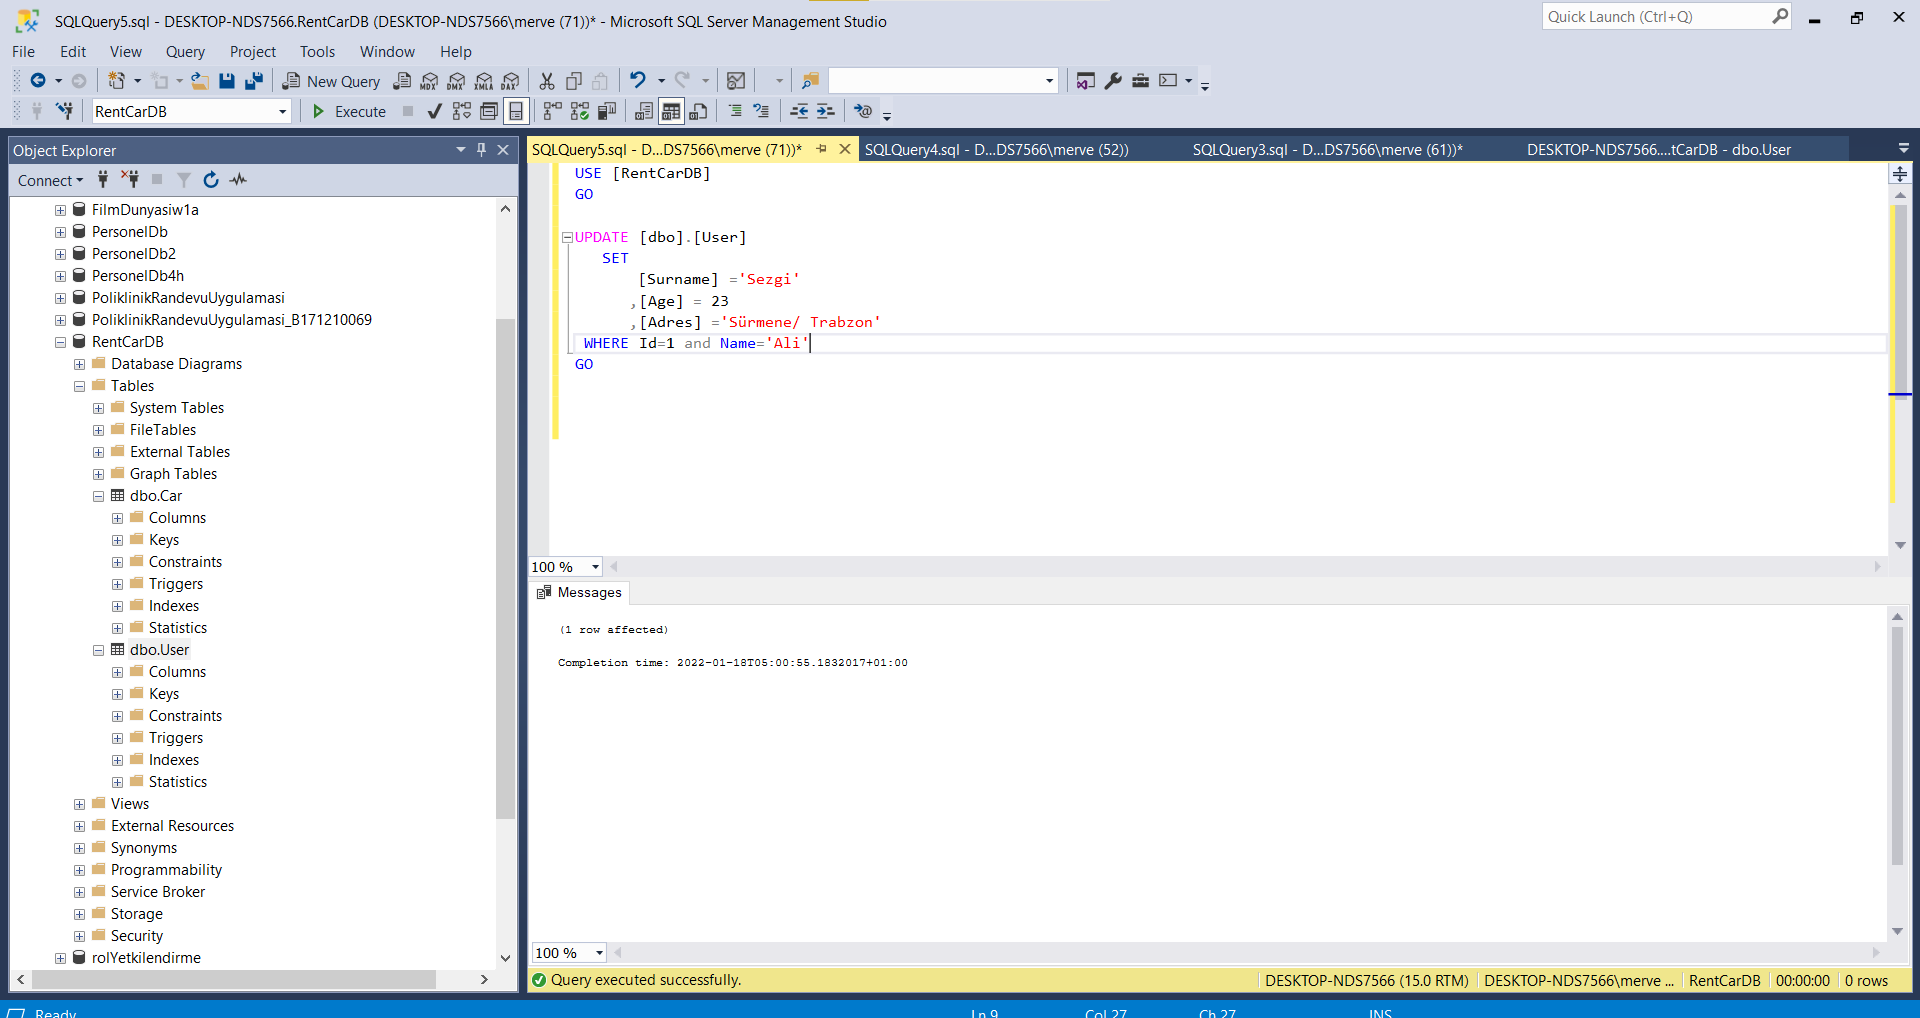 SQLQuery5.sql - DESKTOP-NDS7566.RentCarDB (DESKTOP-NDS7566\merve (71))* - Microsoft SQL Server Management Studio
Quick Launch (Ctrl+Q)
File Edit View Query Project Tools Window Help
New Query
MDX DMX XMLA DAX
RentCarDB
Execute
Object Explorer
Connect
FilmDunyasiw1a
PersonelDb
PersonelDb2
PersonelDb4h
PoliklinikRandevuUygulamasi
PoliklinikRandevuUygulamasi_B171210069
RentCarDB
Database Diagrams
Tables
System Tables
FileTables
External Tables
Graph Tables
dbo.Car
Columns
Keys
Constraints
Triggers
Indexes
Statistics
dbo.User
Columns
Keys
Constraints
Triggers
Indexes
Statistics
Views
External Resources
Synonyms
Programmability
Service Broker
Storage
Security
rolYetkilendirme
SQLQuery5.sql - D...DS7566\merve (71))*
SQLQuery4.sql - D...DS7566\merve (52))
SQLQuery3.sql - D...DS7566\merve (61))*
DESKTOP-NDS7566....tCarDB - dbo.User
USE [RentCarDB]
GO
UPDATE [dbo].[User]
SET
[Surname] ='Sezgi'
,[Age] = 23
,[Adres] ='Sürmene/ Trabzon'
WHERE Id=1 and Name='Ali'
GO
100 %
Messages
(1 row affected)
Completion time: 2022-01-18T05:00:55.1832017+01:00
100 %
Query executed successfully.
DESKTOP-NDS7566 (15.0 RTM)
DESKTOP-NDS7566\merve ...
RentCarDB
00:00:00
0 rows
Ready
Ln 9
Col 27
Ch 27
INS